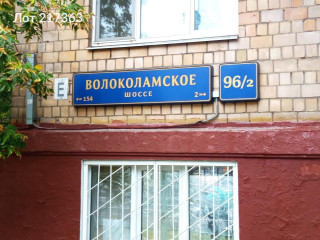 Лот 217363
Е
ВОЛОКОЛАМСКОЕ
ШОССЕ
←154
2→
96/2